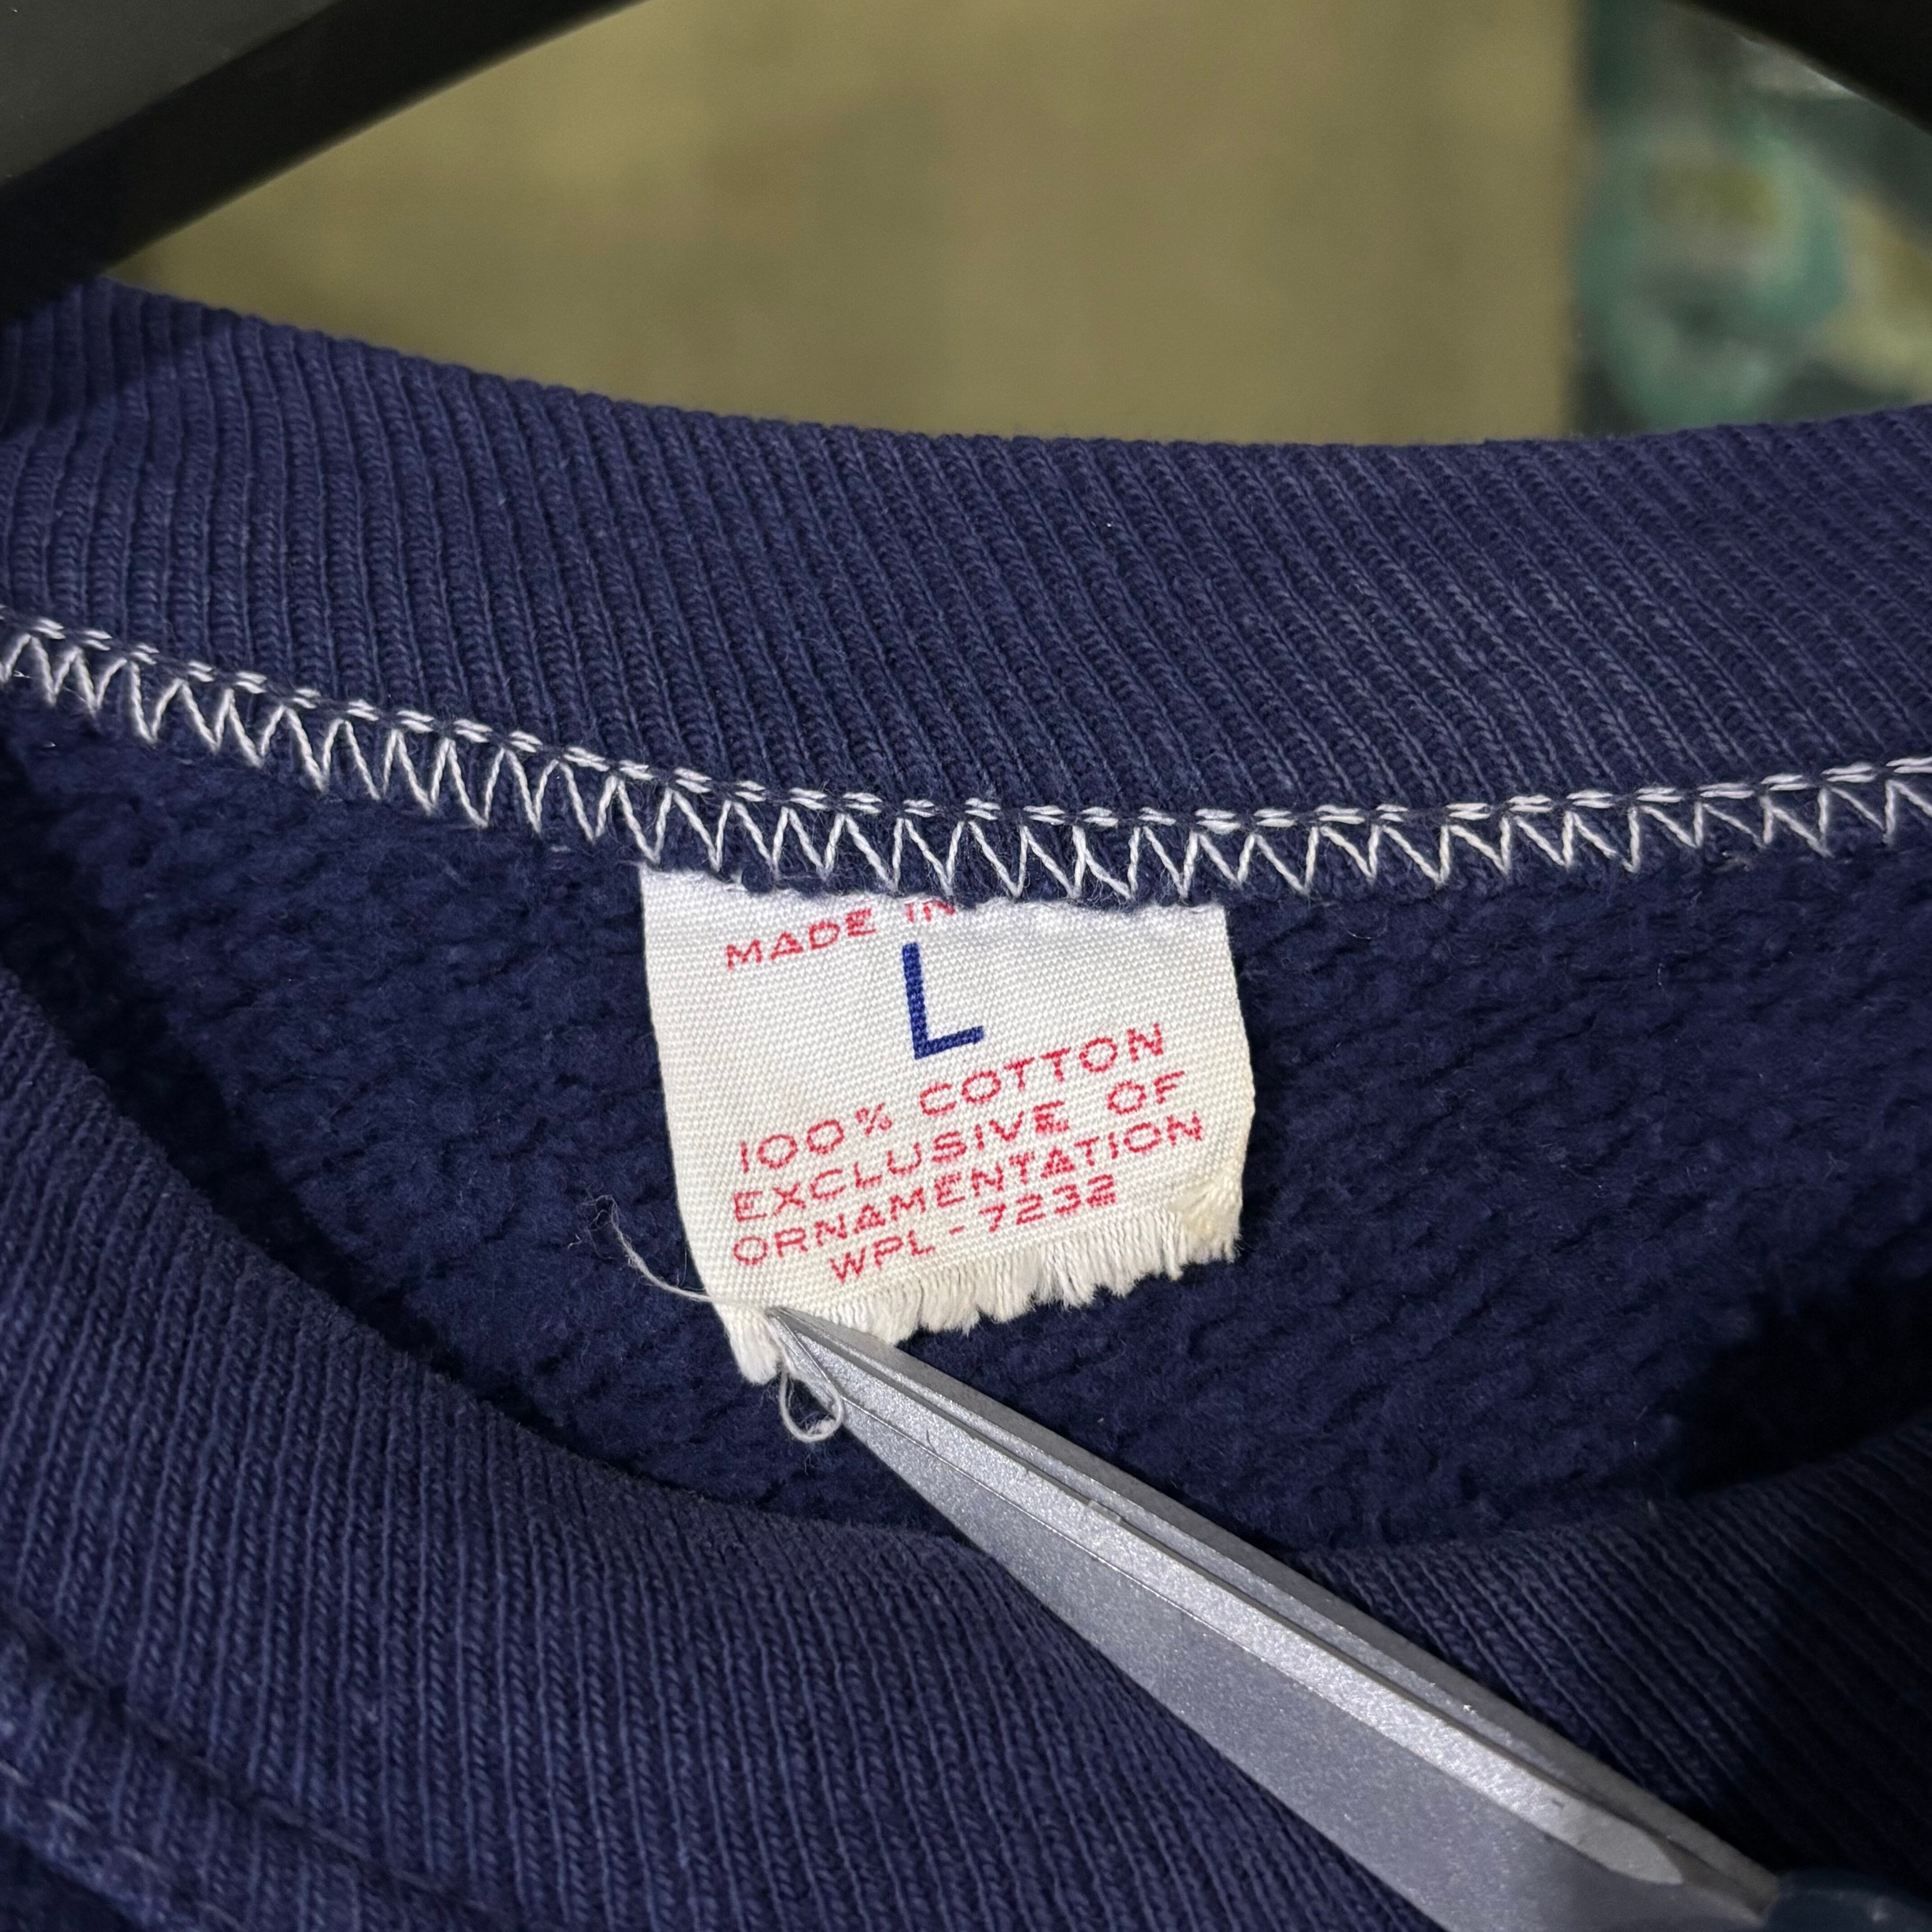 MADE IN
L
100% COTTON
EXCLUSIVE OF
ORNAMENTATION
WPL-7232